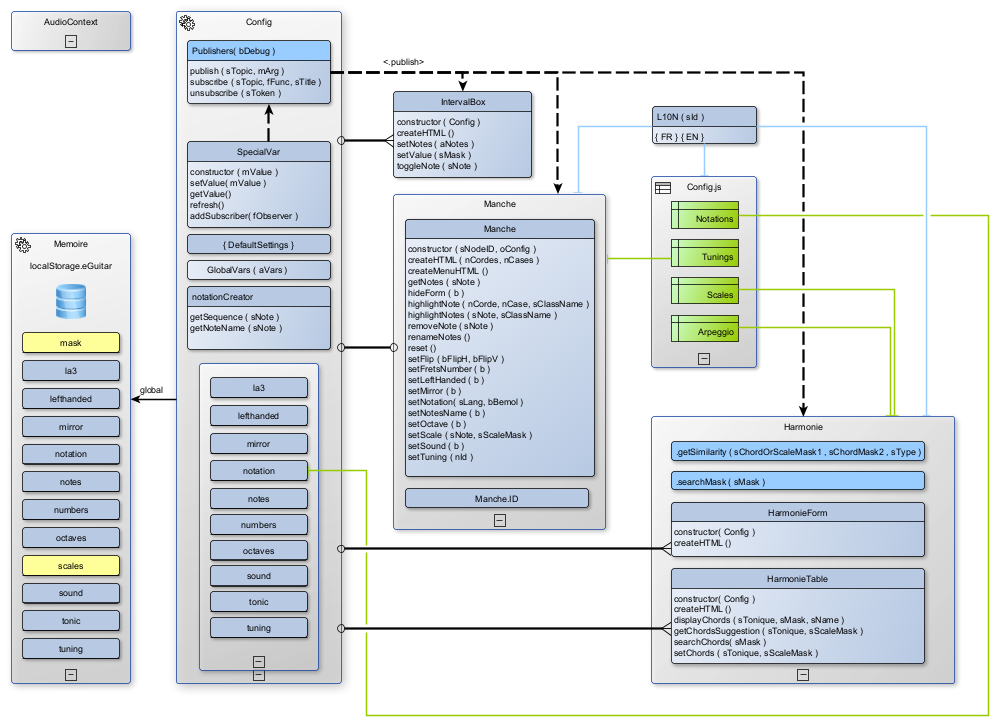 AudioContext
Config
Publishers( bDebug )
publish ( sTopic, mArg )
subscribe ( sTopic, fFunc, sTitle )
unsubscribe ( sToken )
SpecialVar
constructor ( mValue )
setValue( mValue )
getValue()
refresh()
addSubscriber( fObserver )
{ DefaultSettings }
GlobalVars ( aVars )
notationCreator
getSequence ( sNote )
getNoteName ( sNote )
la3
lefthanded
mirror
notation
notes
numbers
octaves
sound
tonic
tuning
Memoire
localStorage.eGuitar
mask
la3
lefthanded
mirror
notation
notes
numbers
octaves
scales
sound
tonic
tuning
global
<.publish>
IntervalBox
constructor ( Config )
createHTML ()
setNotes ( aNotes )
setValue ( sMask )
toggleNote ( sNote )
Manche
Manche
constructor ( sNodeID, oConfig )
createHTML ( nCordes, nCases )
createMenuHTML ()
getNotes ( sNote )
hideForm ( b )
highlightNote ( nCorde, nCase, sClassName )
highlightNotes ( sNote, sClassName )
removeNote ( sNote )
renameNotes ()
reset ()
setFlip ( bFlipH, bFlipV )
setFretsNumber ( b )
setLeftHanded ( b )
setMirror ( b )
setNotation( sLang, bBemol )
setNotesName ( b )
setOctave ( b )
setScale ( sNote, sScaleMask )
setSound ( b )
setTuning ( nId )
Manche.ID
L10N ( sId )
{ FR } { EN }
Config.js
Notations
Tunings
Scales
Arpeggio
Harmonie
.getSimilarity ( sChordOrScaleMask1 , sChordMask2 , sType )
.searchMask ( sMask )
HarmonieForm
constructor( Config )
createHTML ()
HarmonieTable
constructor( Config )
createHTML ()
displayChords ( sTonique, sMask, sName )
getChordsSuggestion ( sTonique, sScaleMask )
searchChords( sMask )
setChords ( sTonique, sScaleMask )